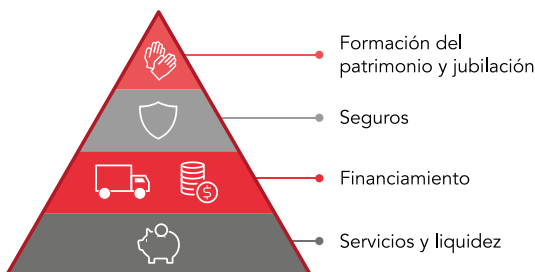 Formación del
patrimonio y jubilación
Seguros
Financiamiento
$
Servicios y liquidez